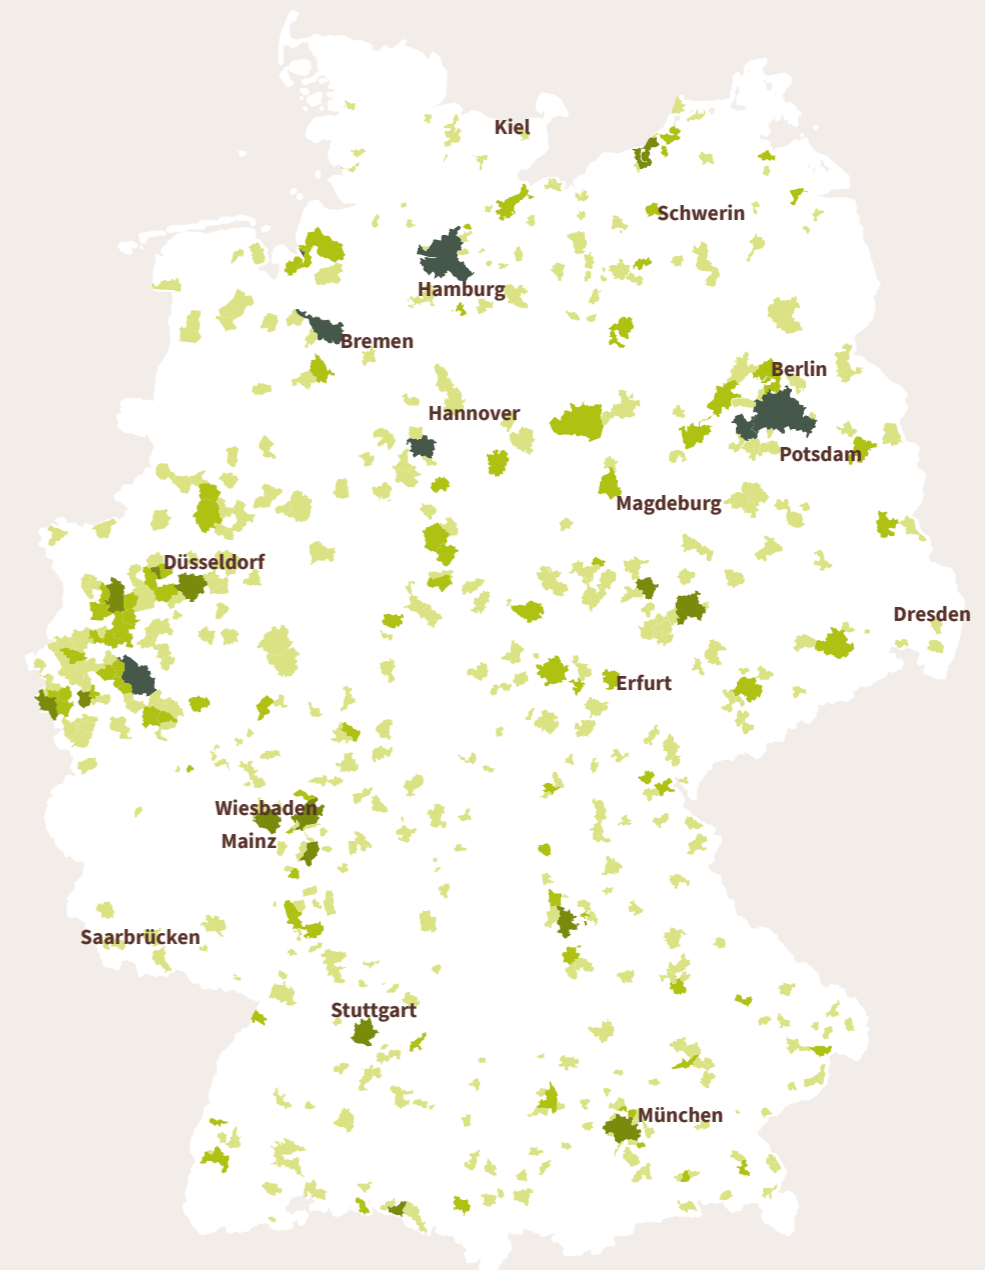 Kiel
Schwerin
Hamburg
Bremen
Berlin
Hannover
Potsdam
Magdeburg
Düsseldorf
Dresden
Erfurt
Wiesbaden
Mainz
Saarbrücken
Stuttgart
München